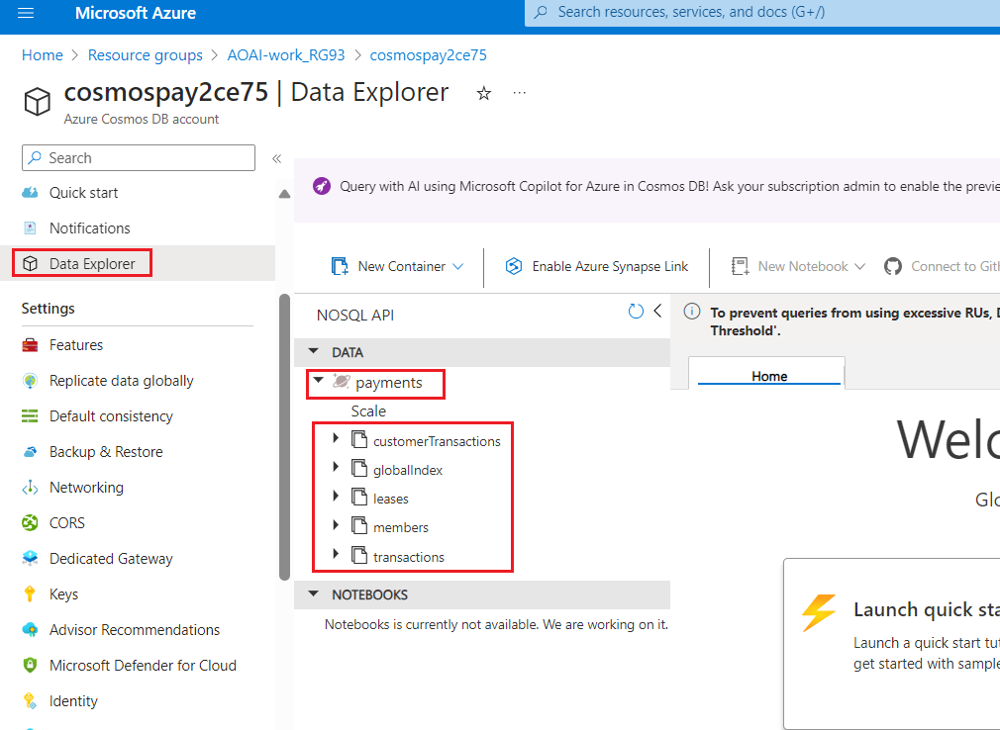 Microsoft Azure
Search resources, services, and docs (G+/)
Home > Resource groups > AOAI-work_RG93 > cosmospay2ce75
cosmospay2ce75 | Data Explorer
Azure Cosmos DB account
Search
Quick start
Notifications
Data Explorer
Settings
Features
Replicate data globally
Default consistency
Backup & Restore
Networking
CORS
Dedicated Gateway
Keys
Advisor Recommendations
Microsoft Defender for Cloud
Identity
Query with AI using Microsoft Copilot for Azure in Cosmos DB! Ask your subscription admin to enable the previe
New Container
Enable Azure Synapse Link
New Notebook
Connect to Gitl
NOSQL API
DATA
payments
Scale
customerTransactions
globalIndex
leases
members
transactions
NOTEBOOKS
Notebooks is currently not available. We are working on it.
To prevent queries from using excessive RUs,
Threshold'.
Home
Welc
Glo
Launch quick sta
Launch a quick start tut
get started with sample